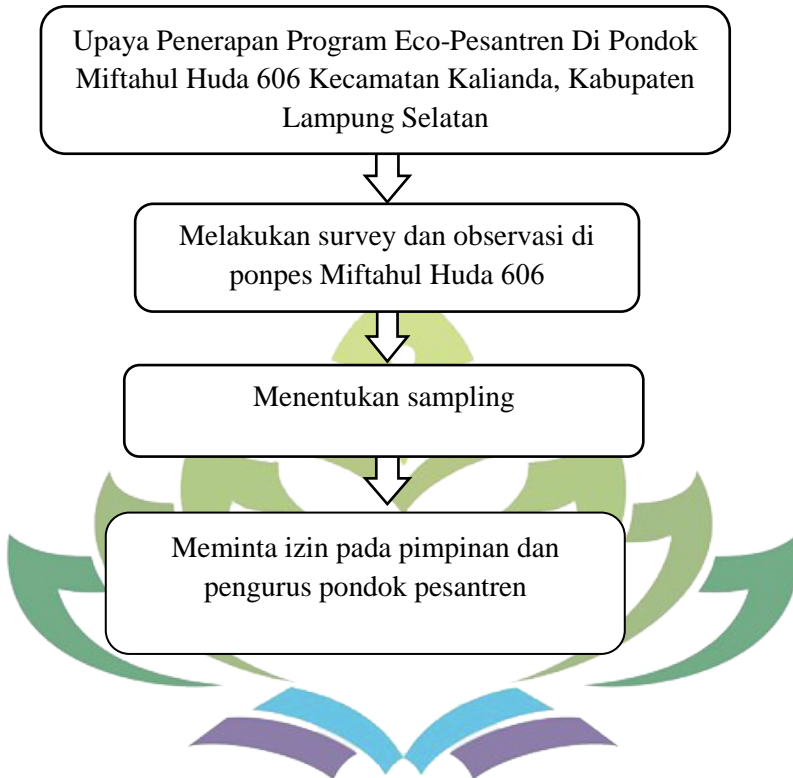 Upaya Penerapan Program Eco-Pesantren Di Pondok
Miftahul Huda 606 Kecamatan Kalianda, Kabupaten
Lampung Selatan
Melakukan survey dan observasi di
ponpes Miftahul Huda 606
Menentukan sampling
Meminta izin pada pimpinan dan
pengurus pondok pesantren